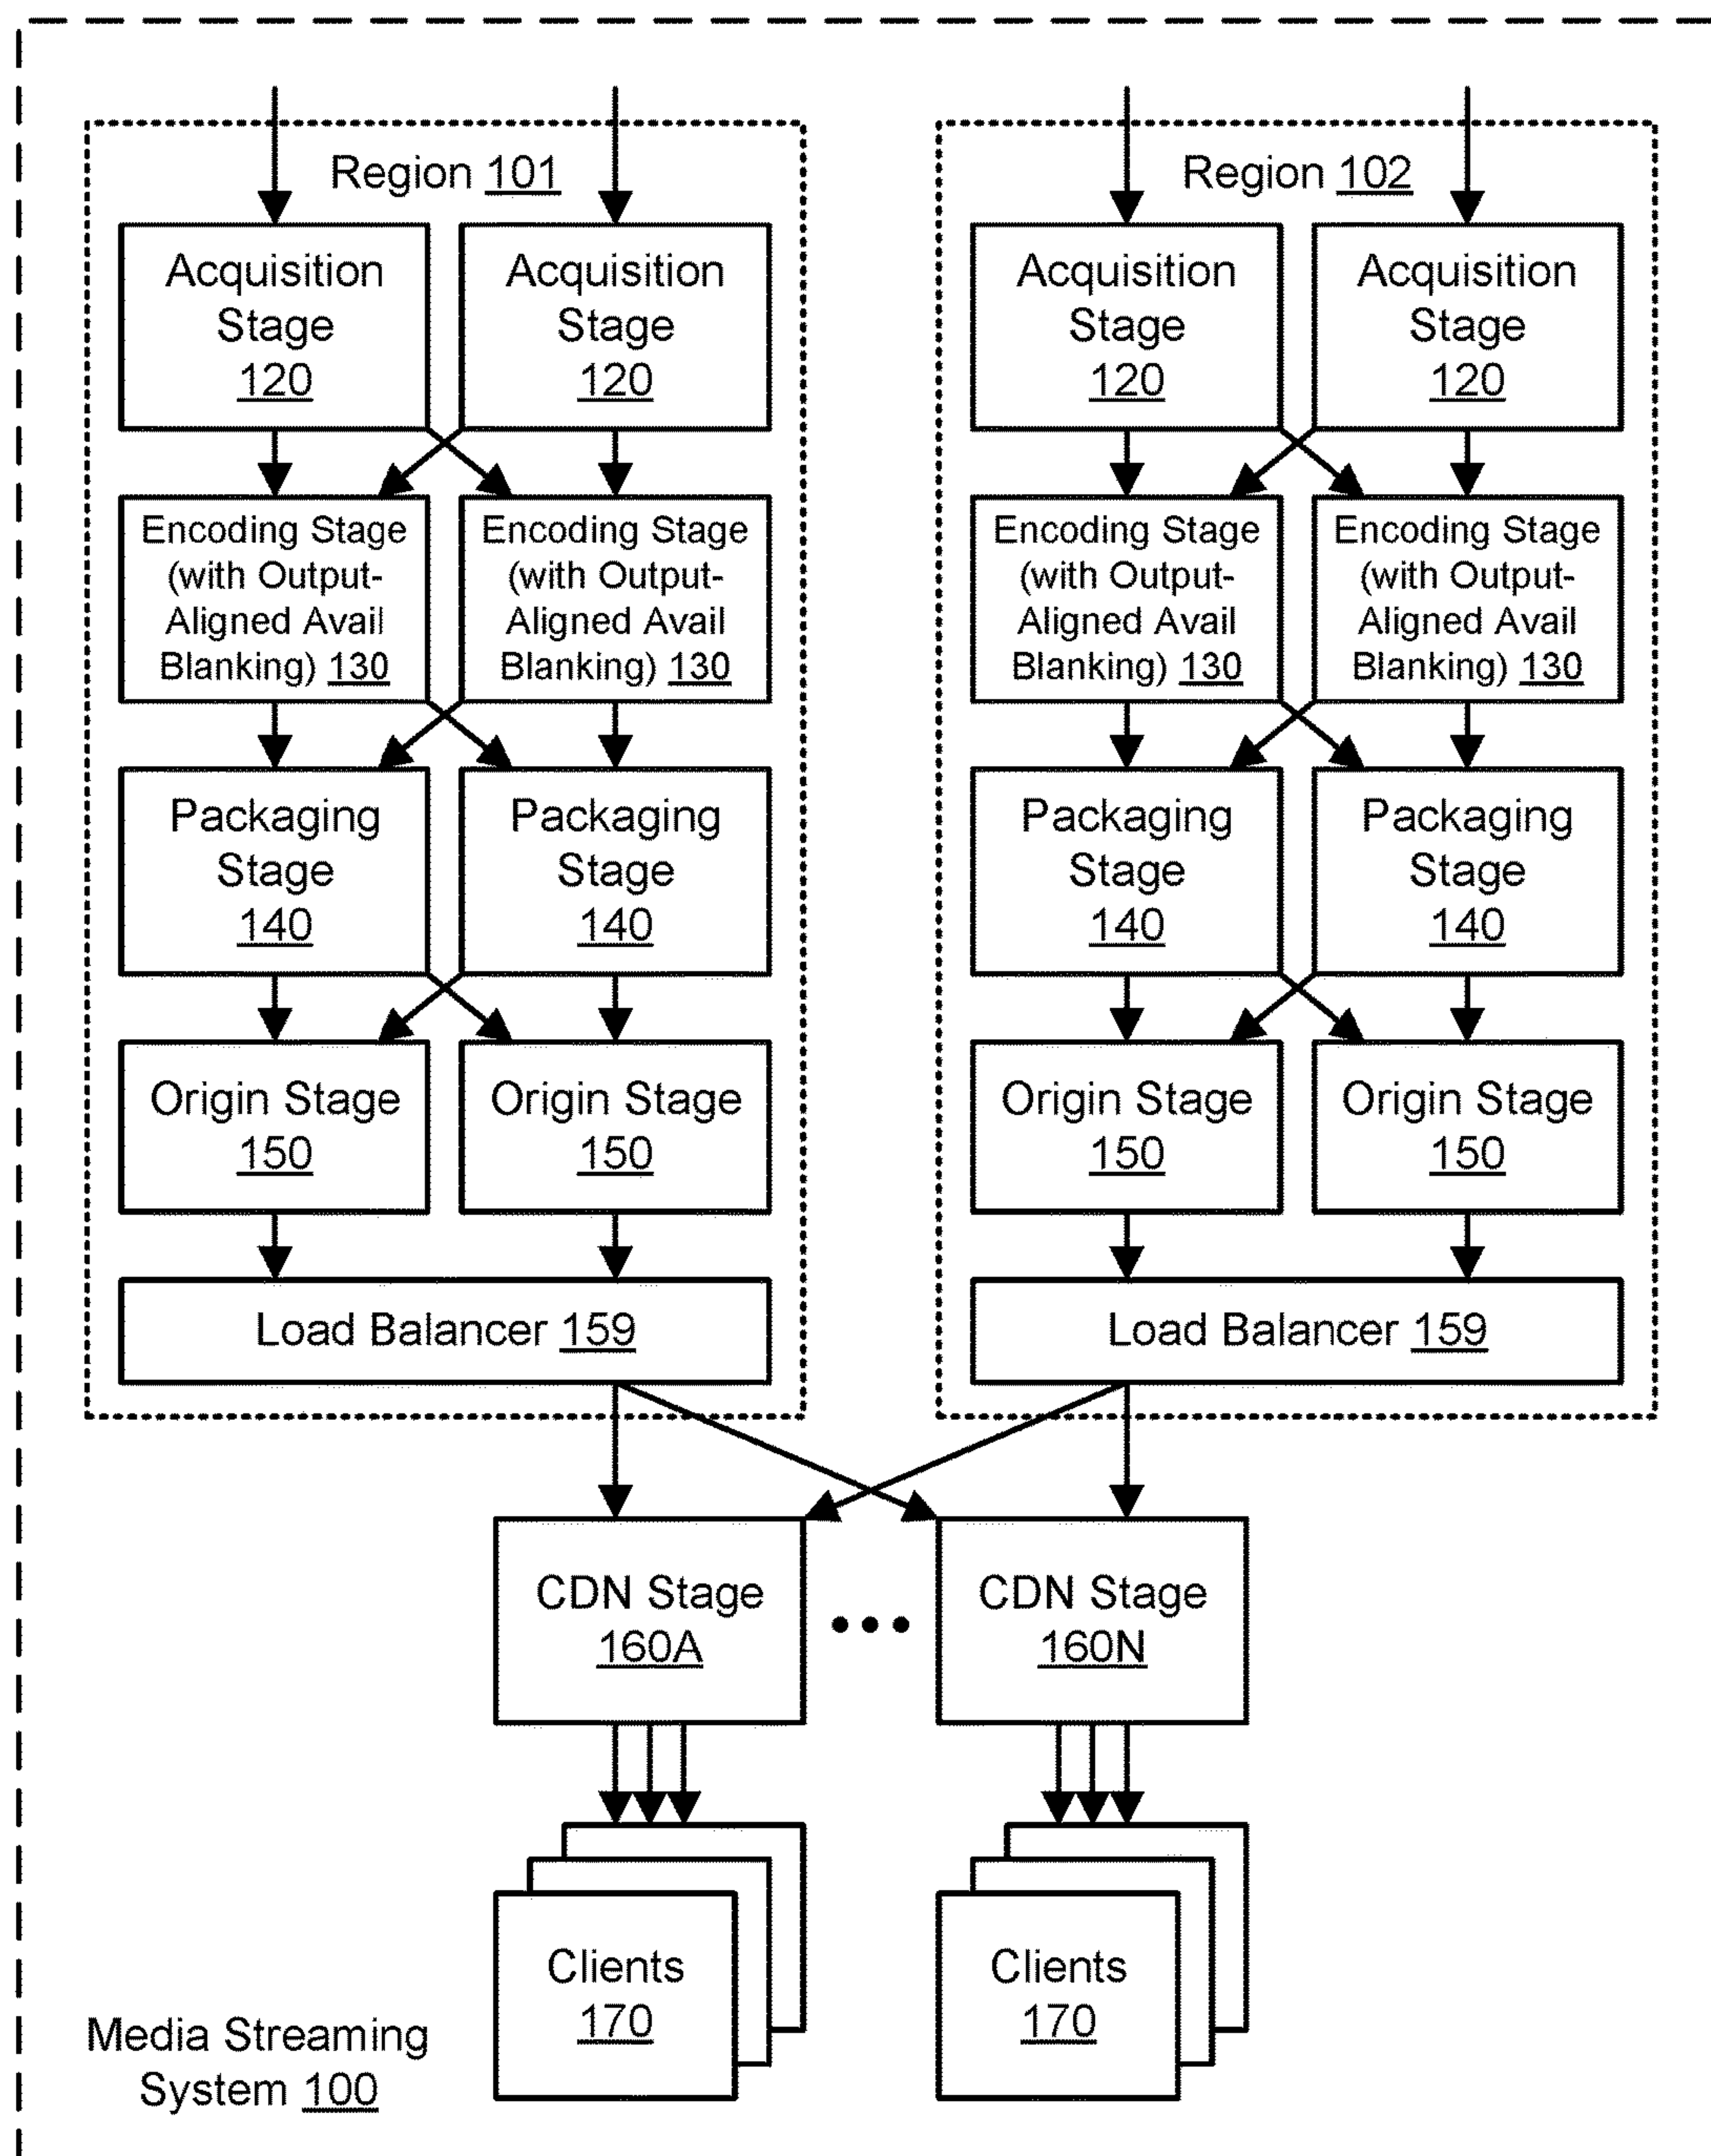 Region 101
Region 102
Acquisition
Stage
120
Acquisition
Stage
120
Acquisition
Stage
120
Acquisition
Stage
120
Encoding Stage
(with Output-
Aligned Avail
Blanking) 130
Encoding Stage
(with Output-
Aligned Avail
Blanking) 130
Encoding Stage
(with Output-
Aligned Avail
Blanking) 130
Encoding Stage
(with Output-
Aligned Avail
Blanking) 130
Packaging
Stage
140
Packaging
Stage
140
Packaging
Stage
140
Packaging
Stage
140
Origin Stage
150
Origin Stage
150
Origin Stage
150
Origin Stage
150
Load Balancer 159
Load Balancer 159
CDN Stage
160A
CDN Stage
160N
Clients
170
Clients
170
Media Streaming
System 100